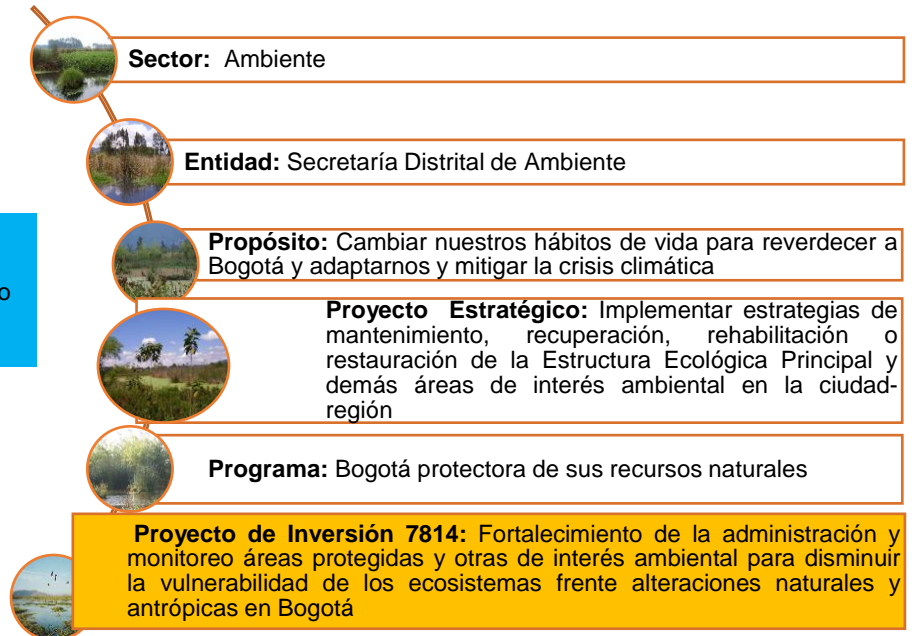 Sector: Ambiente
Entidad: Secretaría Distrital de Ambiente
Propósito: Cambiar nuestros hábitos de vida para reverdecer a
Bogotá y adaptarnos y mitigar la crisis climática
o
Proyecto Estratégico: Implementar estrategias de
mantenimiento, recuperación, rehabilitación o
restauración de la Estructura Ecológica Principal y
demás áreas de interés ambiental en la ciudad-
región
Programa: Bogotá protectora de sus recursos naturales
Proyecto de Inversión 7814: Fortalecimiento de la administración y
monitoreo áreas protegidas y otras de interés ambiental para disminuir
la vulnerabilidad de los ecosistemas frente alteraciones naturales y
antrópicas en Bogotá